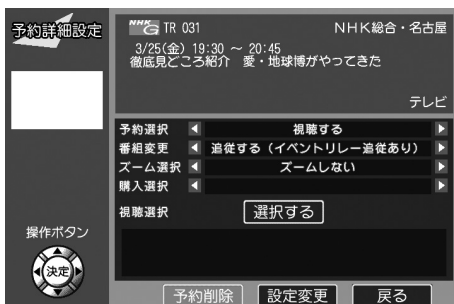 予約詳細設定
NHK G TR 031 NHK総合・名古屋
3/25(金) 19:30 ～ 20:45
徹底見どころ紹介 愛・地球博がやってきた
テレビ
予約選択 視聴する
番組変更 追従する（イベントリレー追従あり）
ズーム選択 ズームしない
購入選択
視聴選択 選択する
操作ボタン
決定
予約削除 設定変更 戻る